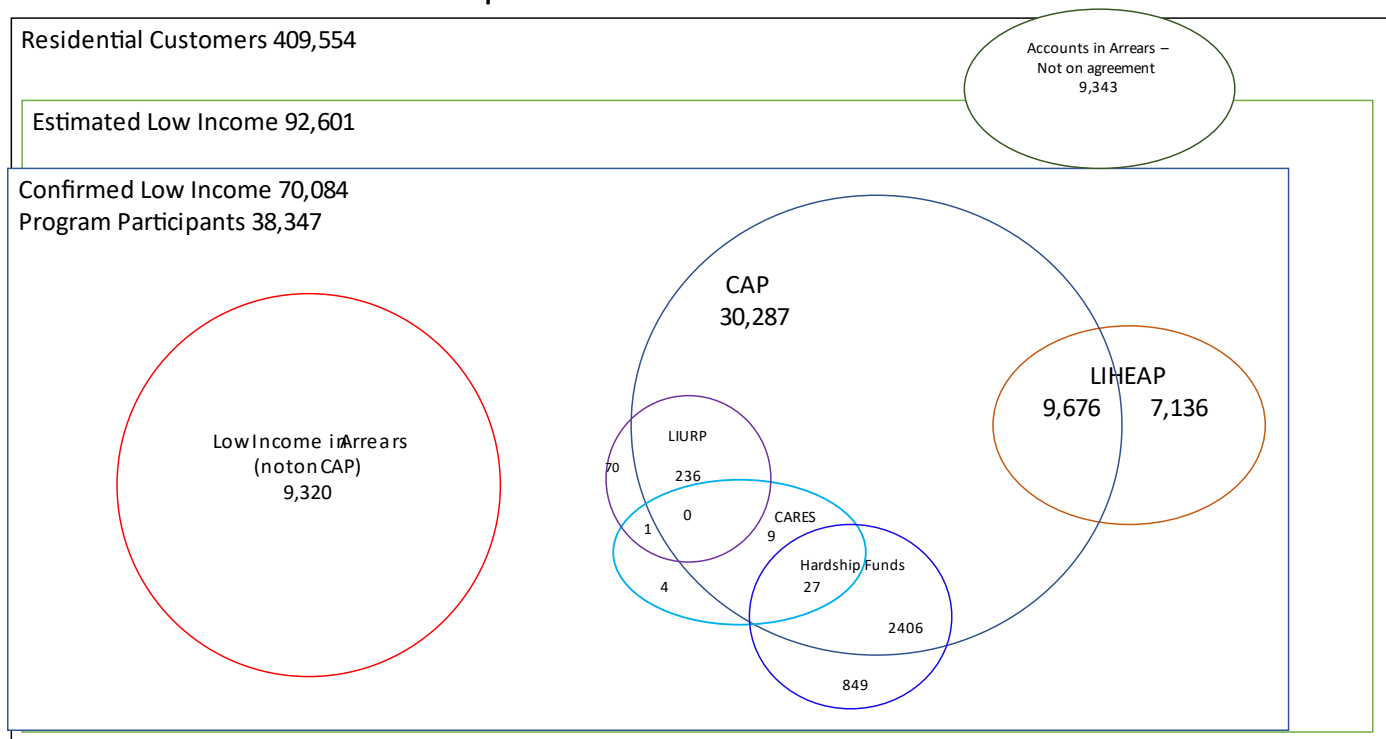 Residential Customers 409,554
Accounts in Arrears –
Not on agreement
9,343
Estimated Low Income 92,601
Confirmed Low Income 70,084
Program Participants 38,347
CAP
30,287
LIHEAP
9,676 7,136
Low Income in Arrears
(not on CAP)
9,320
LIURP
70
236
0
1
CARES
9
Hardship Funds
4
27
2406
849